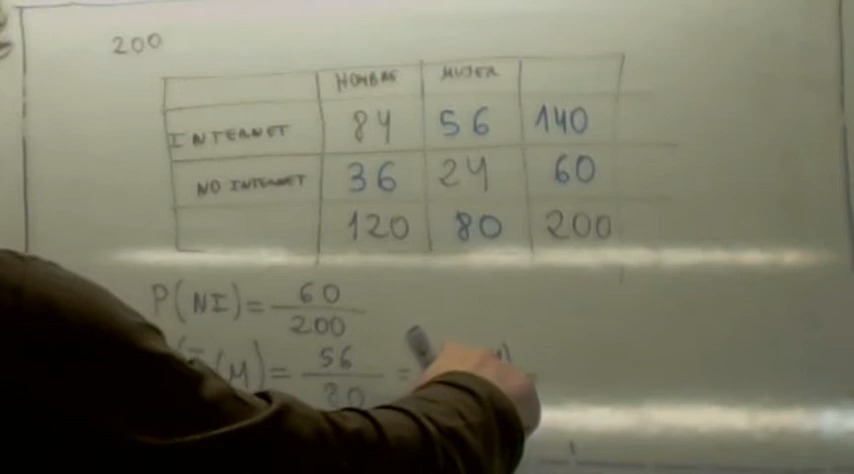 200
HOMBRE MUJER
INTERNET 84 56 140
NO INTERNET 36 24 60
120 80 200
P(NI)= 60
200
/M)= 56 =
80